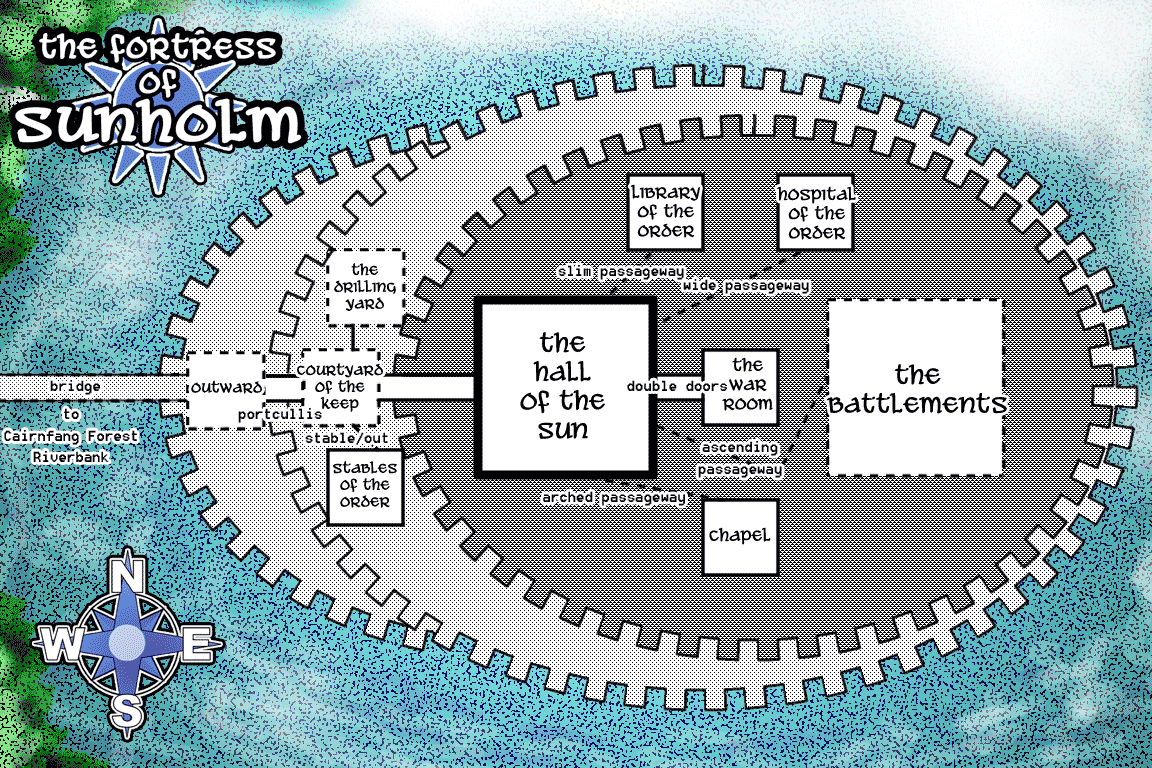 the fortress
of
sunholm
library
of the
order
hospital
of the
order
the
drilling
yard
slim passageway
wide passageway
the
hall
of the
sun
the
war
room
double doors
the
battlements
bridge
to
Cairnfang Forest
Riverbank
outward
portcullis
courtyard
of the
keep
stable/out
stables
of the
order
ascending
passageway
arched passageway
chapel
N
W
E
S